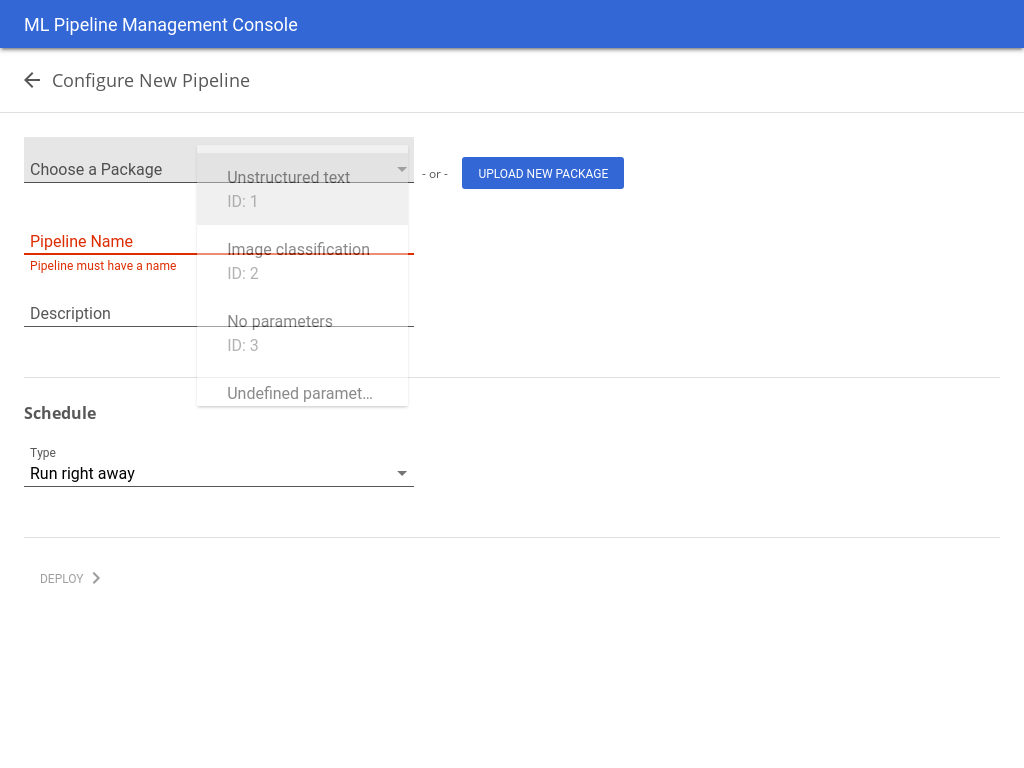 ML Pipeline Management Console
Configure New Pipeline
Choose a Package
- or -
UPLOAD NEW PACKAGE
Unstructured text
ID: 1
Pipeline Name
Pipeline must have a name
Image classification
ID: 2
Description
No parameters
ID: 3
Undefined paramet...
Schedule
Type
Run right away
DEPLOY